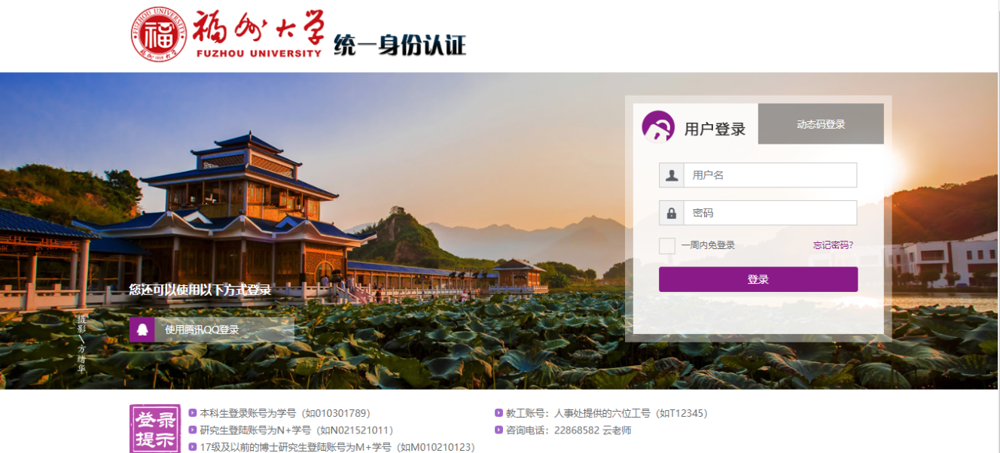 FUZHOU UNIVERSITY
福
福州大学
FUZHOU UNIVERSITY
统一身份认证
用户登录
动态码登录
用户名
密码
一周内免登录
忘记密码?
登录
您还可以使用以下方式登录
使用腾讯QQ登录
摄影\方绪华
登录
提示
本科生登录账号为学号（如010301789）
研究生登陆账号为N+学号（如N021521011）
17级及以前的博士研究生登陆账号为M+学号（如M010210123）
教工账号：人事处提供的六位工号（如T12345）
咨询电话：22868582 云老师